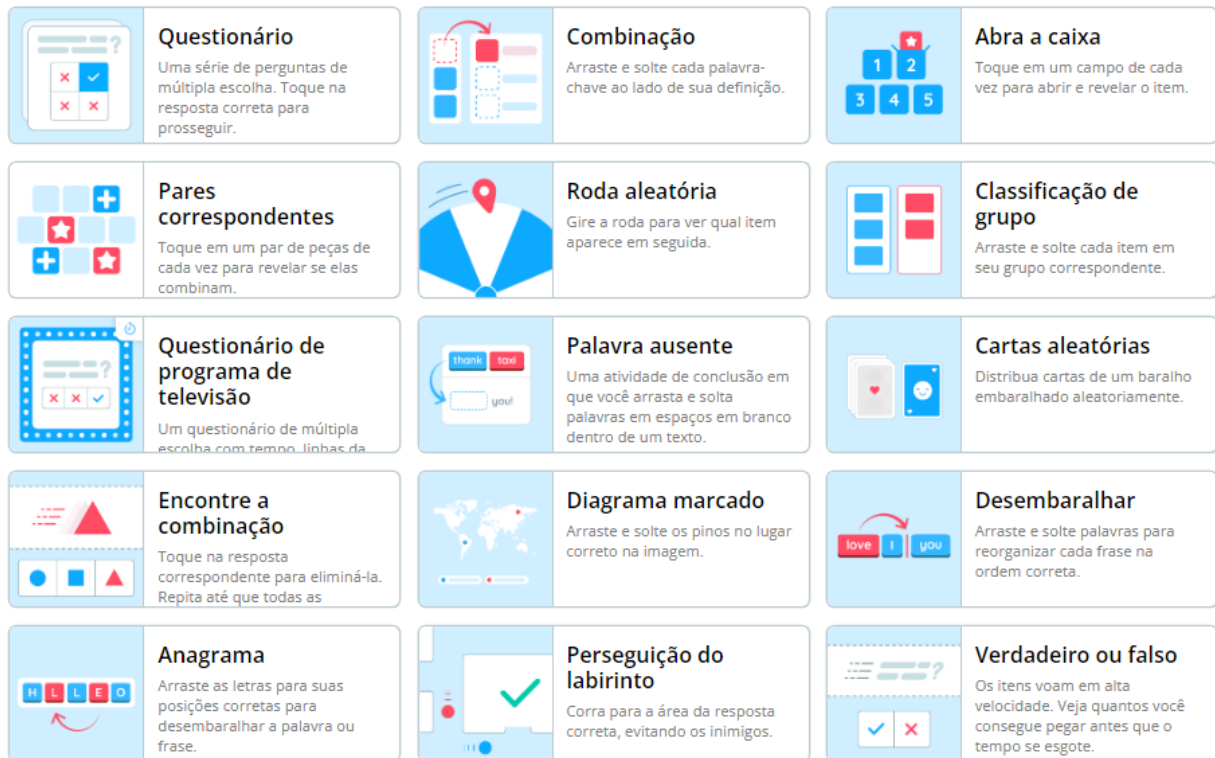 Questionário
Uma série de perguntas de
múltipla escolha. Toque na
resposta correta para
prosseguir.
Combinação
Arraste e solte cada palavra-
chave ao lado de sua definição.
1 2
3 4 5
Abra a caixa
Toque em um campo de cada
vez para abrir e revelar o item.
Pares
correspondentes
Toque em um par de peças de
cada vez para revelar se elas
combinam.
Roda aleatória
Gire a roda para ver qual item
aparece em seguida.
Classificação de
grupo
Arraste e solte cada item em
seu grupo correspondente.
Questionário de
programa de
televisão
Um questionário de múltipla
escolha com tempo, linhas da
thank taxi
you!
Palavra ausente
Uma atividade de conclusão em
que você arrasta e solta
palavras em espaços em branco
dentro de um texto.
Cartas aleatórias
Distribua cartas de um baralho
embaralhado aleatoriamente.
Encontre a
combinação
Toque na resposta
correspondente para eliminá-la.
Repita até que todas as
Diagrama marcado
Arraste e solte os pinos no lugar
correto na imagem.
love I you
Desembaralhar
Arraste e solte palavras para
reorganizar cada frase na
ordem correta.
H L L E O
Anagrama
Arraste as letras para suas
posições corretas para
desembaralhar a palavra ou
frase.
Perseguição do
labirinto
Corra para a área da resposta
correta, evitando os inimigos.
Verdadeiro ou falso
Os itens voam em alta
velocidade. Veja quantos você
consegue pegar antes que o
tempo se esgote.